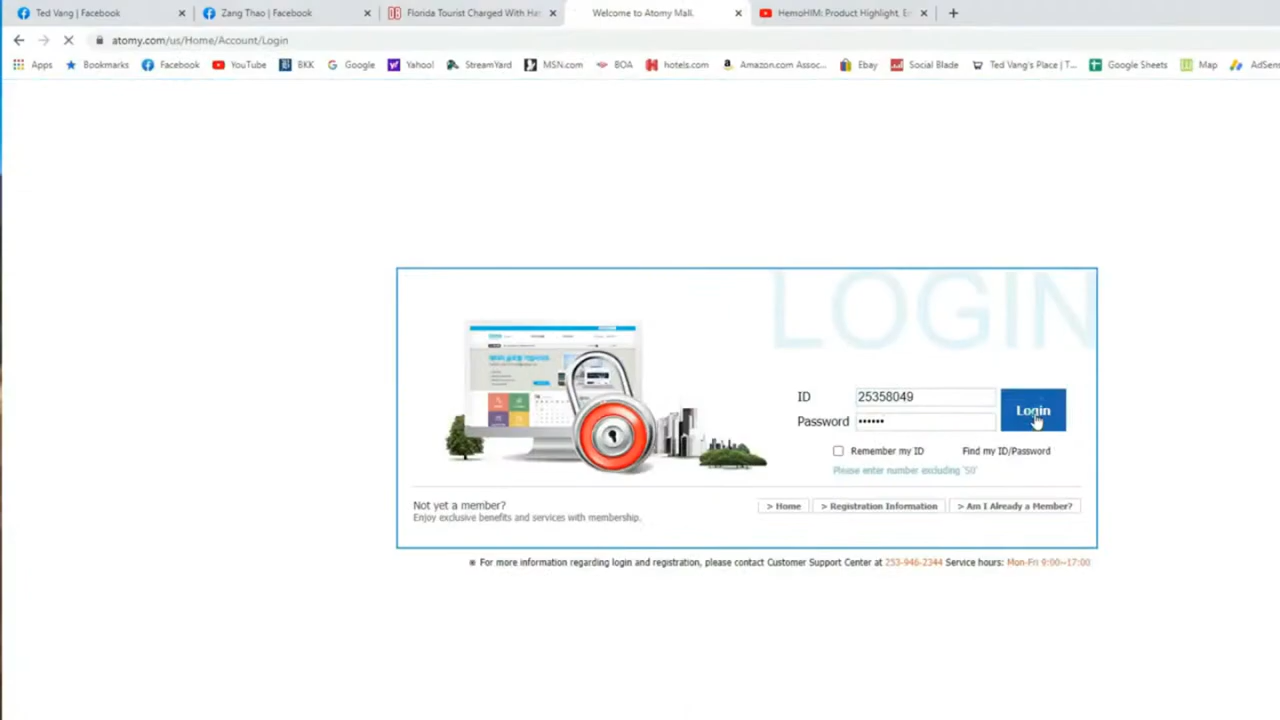 Ted Vang | Facebook
Zang Thao | Facebook
Florida Tourist Charged With Ha
Welcome to Atomy Mall.
HemoHIM: Product Highlight, E
atomy.com/us/Home/Account/Login
Apps Bookmarks Facebook YouTube BKK Google Yahoo! StreamYard MSN.com BOA hotels.com Amazon.com Assoc... Ebay Social Blade Ted Vang's Place | T... Google Sheets Map AdSen
LOGIN
ID 25358049
Password ••••••
Login
Remember my ID Find my ID/Password
Please enter number excluding '50'
Not yet a member?
Enjoy exclusive benefits and services with membership.
> Home > Registration Information > Am I Already a Member?
※ For more information regarding login and registration, please contact Customer Support Center at 253-946-2344 Service hours: Mon-Fri 9:00~17:00